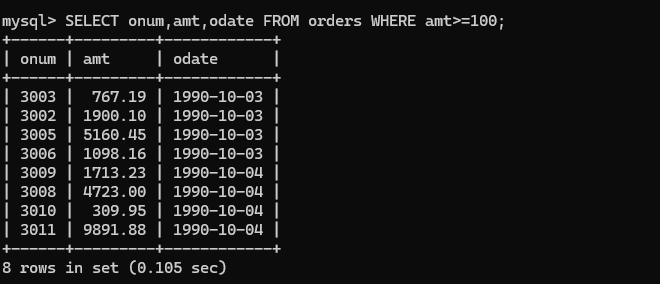 mysql> SELECT onum,amt,odate FROM orders WHERE amt>=100;
+------+---------+------------+
| onum | amt     | odate      |
+------+---------+------------+
| 3003 |  767.19 | 1990-10-03 |
| 3002 | 1900.10 | 1990-10-03 |
| 3005 | 5160.45 | 1990-10-03 |
| 3006 | 1098.16 | 1990-10-03 |
| 3009 | 1713.23 | 1990-10-04 |
| 3008 | 4723.00 | 1990-10-04 |
| 3010 |  309.95 | 1990-10-04 |
| 3011 | 9891.88 | 1990-10-04 |
+------+---------+------------+
8 rows in set (0.105 sec)